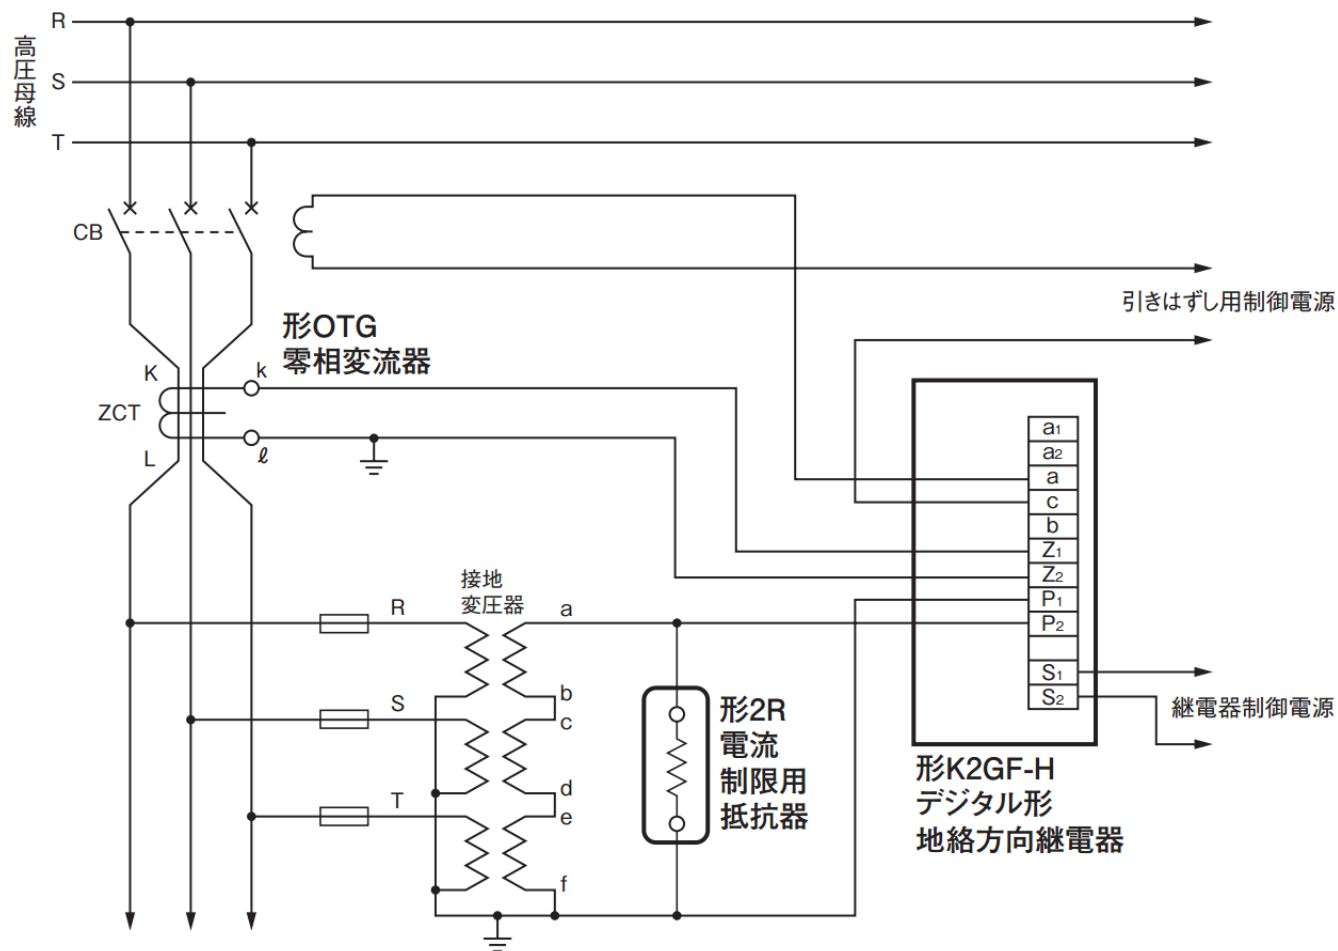 高圧母線
R
S
T
CB
引きはずし用制御電源
形OTG
零相変流器
K
k
ZCT
L
ℓ
a1
a2
a
c
b
Z1
Z2
P1
P2
S1
S2
継電器制御電源
形K2GF-H
デジタル形
地絡方向継電器
接地
変圧器
R
a
b
S
c
d
T
e
f
形2R
電流
制限用
抵抗器